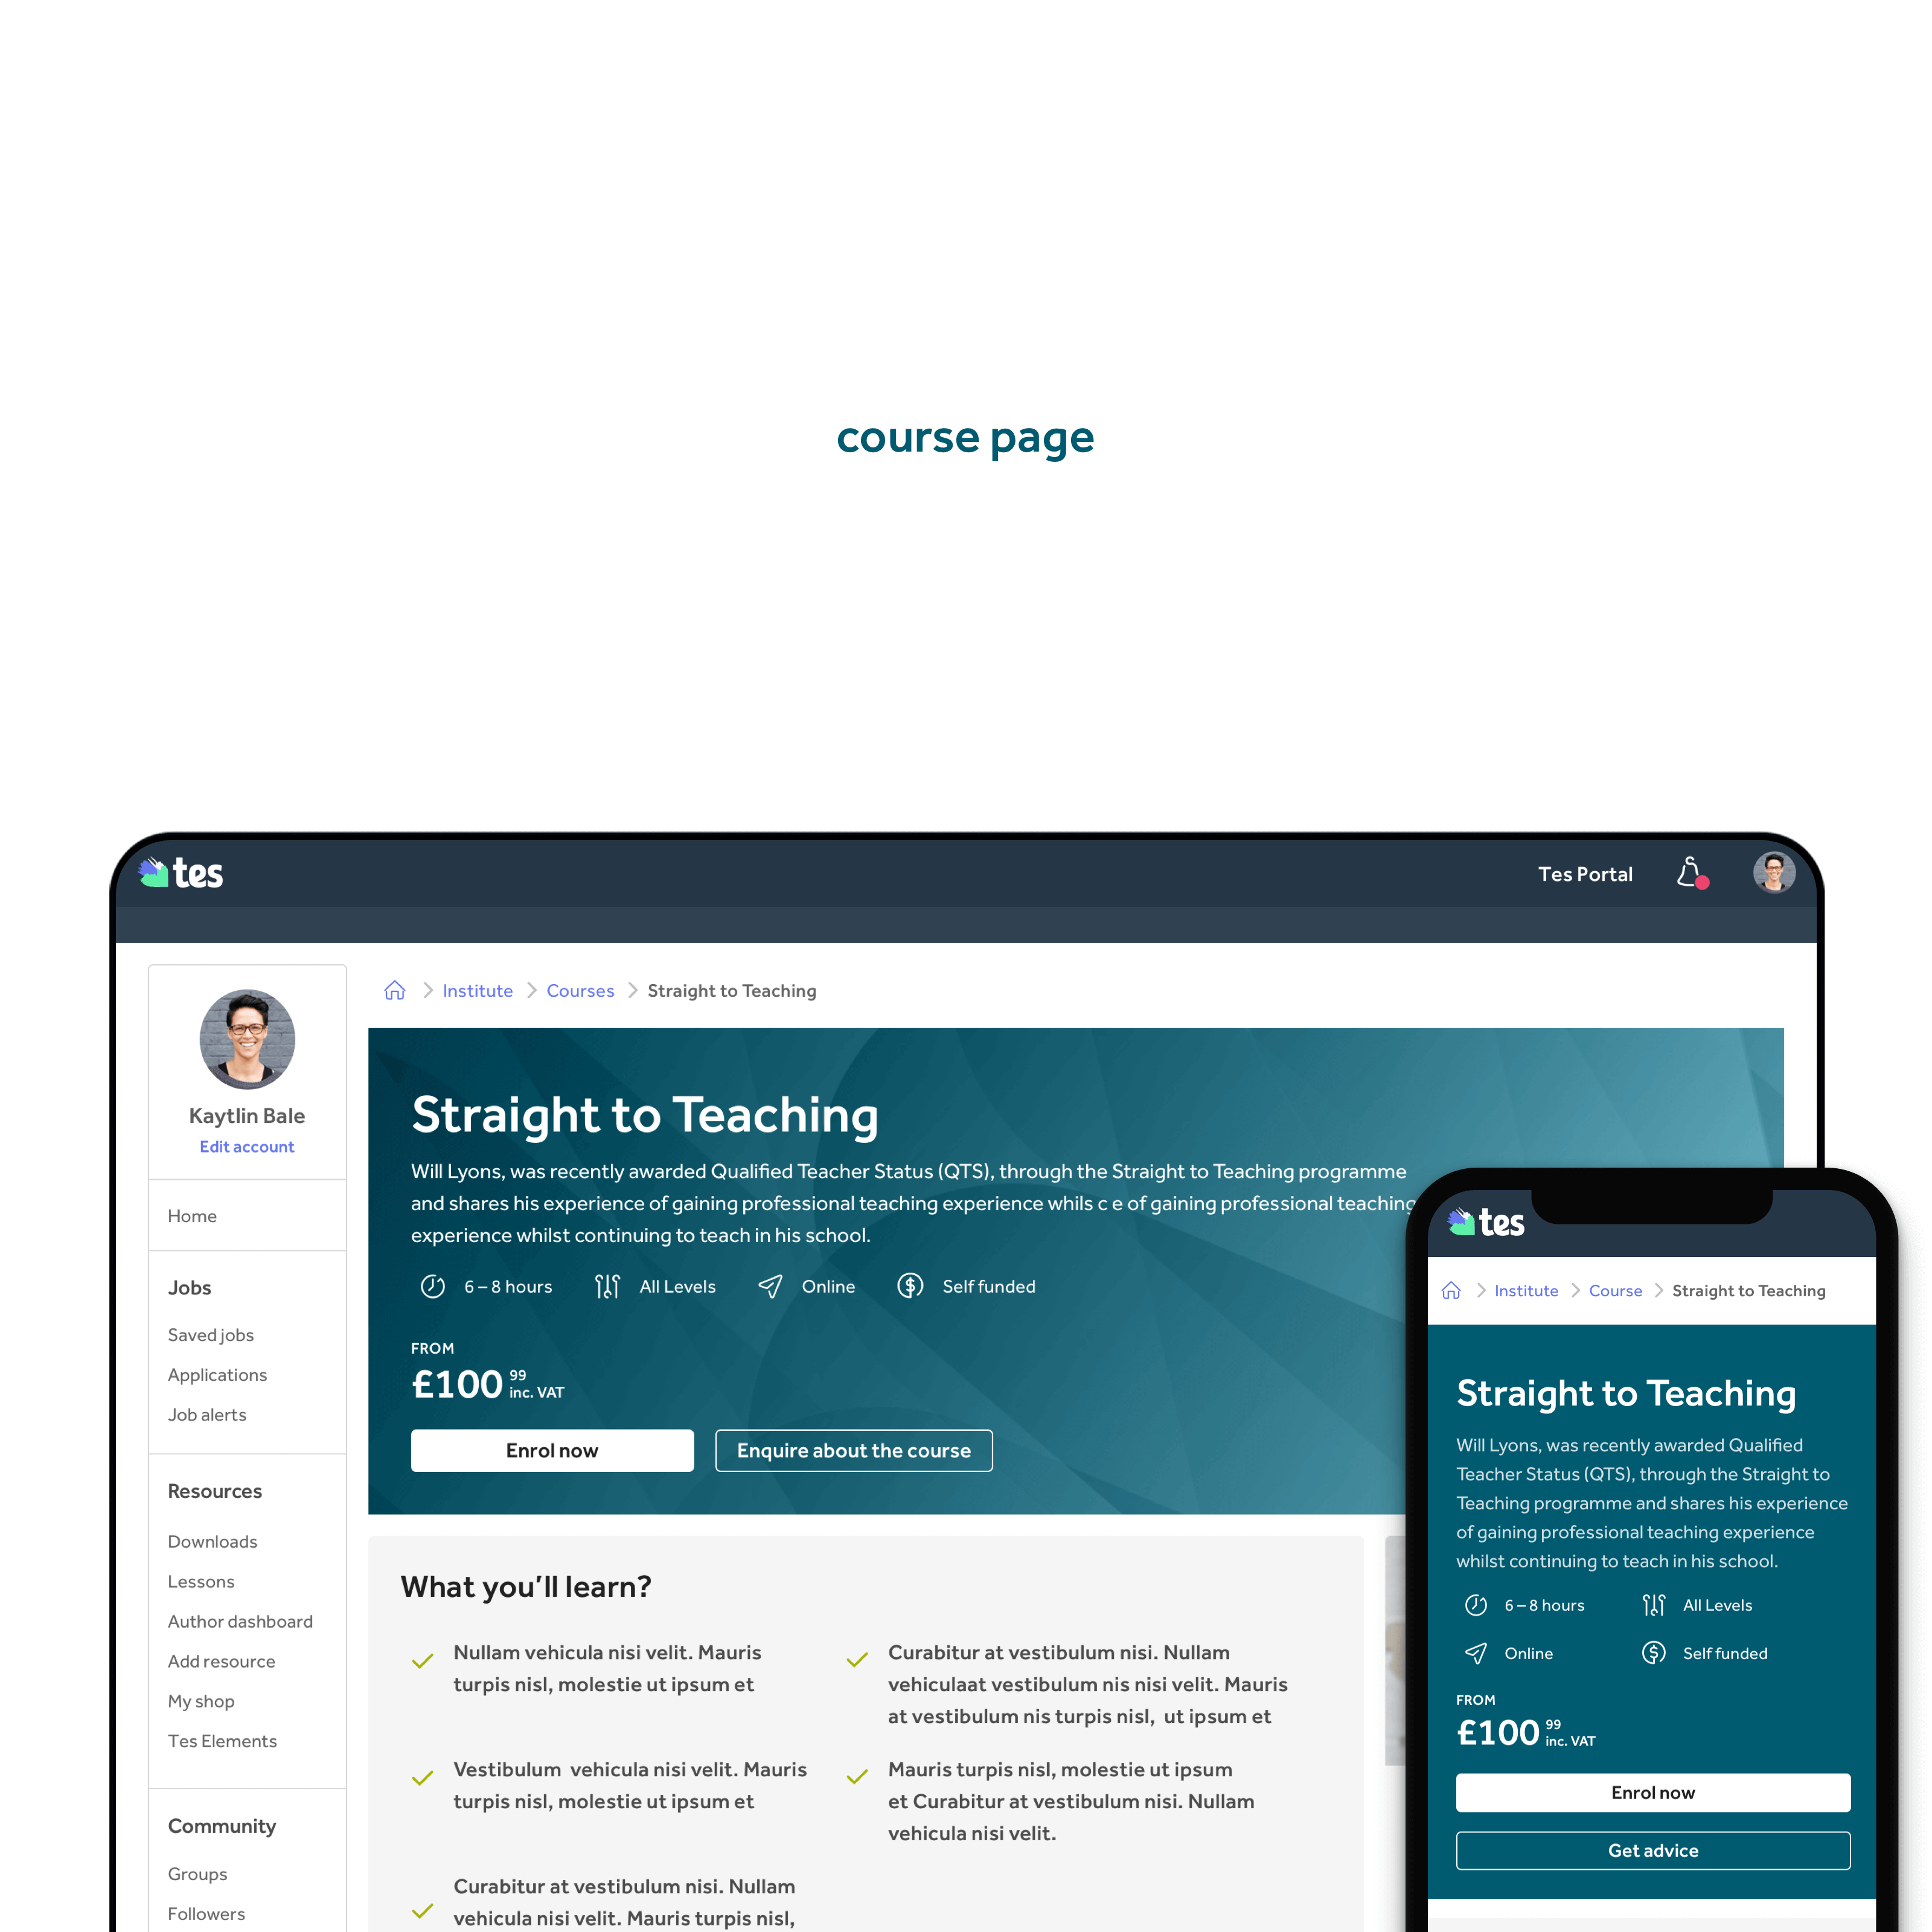 course page
tes
Tes Portal
Kaytlin Bale
Edit account
Home
Jobs
Saved jobs
Applications
Job alerts
Resources
Downloads
Lessons
Author dashboard
Add resource
My shop
Tes Elements
Community
Groups
Followers
Institute
Courses
Straight to Teaching
Straight to Teaching
Will Lyons, was recently awarded Qualified Teacher Status (QTS), through the Straight to Teaching programme
and shares his experience of gaining professional teaching experience whils c e of gaining professional teaching
experience whilst continuing to teach in his school.
6 – 8 hours
All Levels
Online
Self funded
FROM
£100 99
inc. VAT
Enrol now
Enquire about the course
What you’ll learn?
Nullam vehicula nisi velit. Mauris
turpis nisl, molestie ut ipsum et
Vestibulum  vehicula nisi velit. Mauris
turpis nisl, molestie ut ipsum et
Curabitur at vestibulum nisi. Nullam
vehicula nisi velit. Mauris turpis nisl,
Curabitur at vestibulum nisi. Nullam
vehiculaat vestibulum nis nisi velit. Mauris
at vestibulum nis turpis nisl,  ut ipsum et
Mauris turpis nisl, molestie ut ipsum
et Curabitur at vestibulum nisi. Nullam
vehicula nisi velit.
tes
Institute
Course
Straight to Teaching
Straight to Teaching
Will Lyons, was recently awarded Qualified
Teacher Status (QTS), through the Straight to
Teaching programme and shares his experience
of gaining professional teaching experience
whilst continuing to teach in his school.
6 – 8 hours
All Levels
Online
Self funded
FROM
£100 99
inc. VAT
Enrol now
Get advice